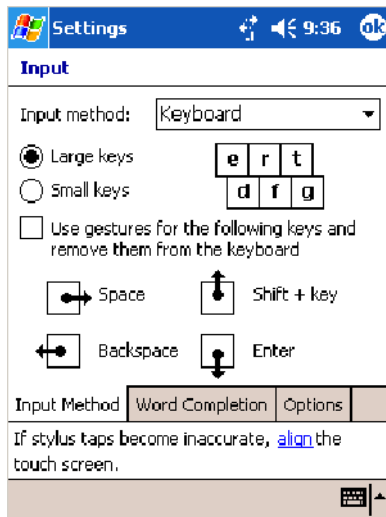 Settings 9:36 ok
Input
Input method: Keyboard
Large keys e r t
Small keys d f g
Use gestures for the following keys and
remove them from the keyboard
Space Shift + key
Backspace Enter
Input Method Word Completion Options
If stylus taps become inaccurate, align the
touch screen.